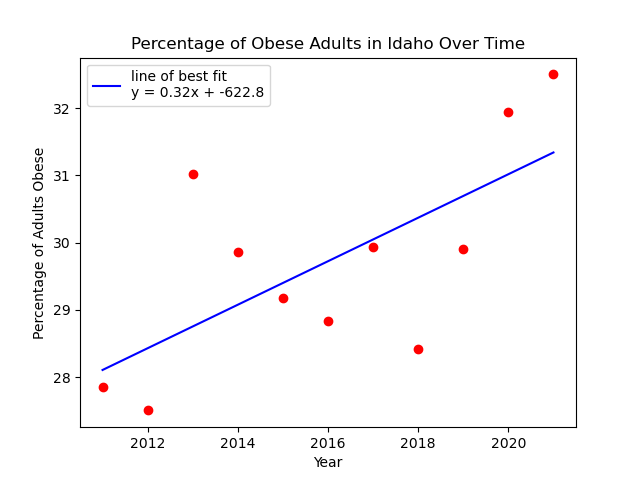 Percentage of Obese Adults in Idaho Over Time
line of best fit
y = 0.32x + -622.8
32
31
30
29
28
Percentage of Adults Obese
2012 2014 2016 2018 2020
Year